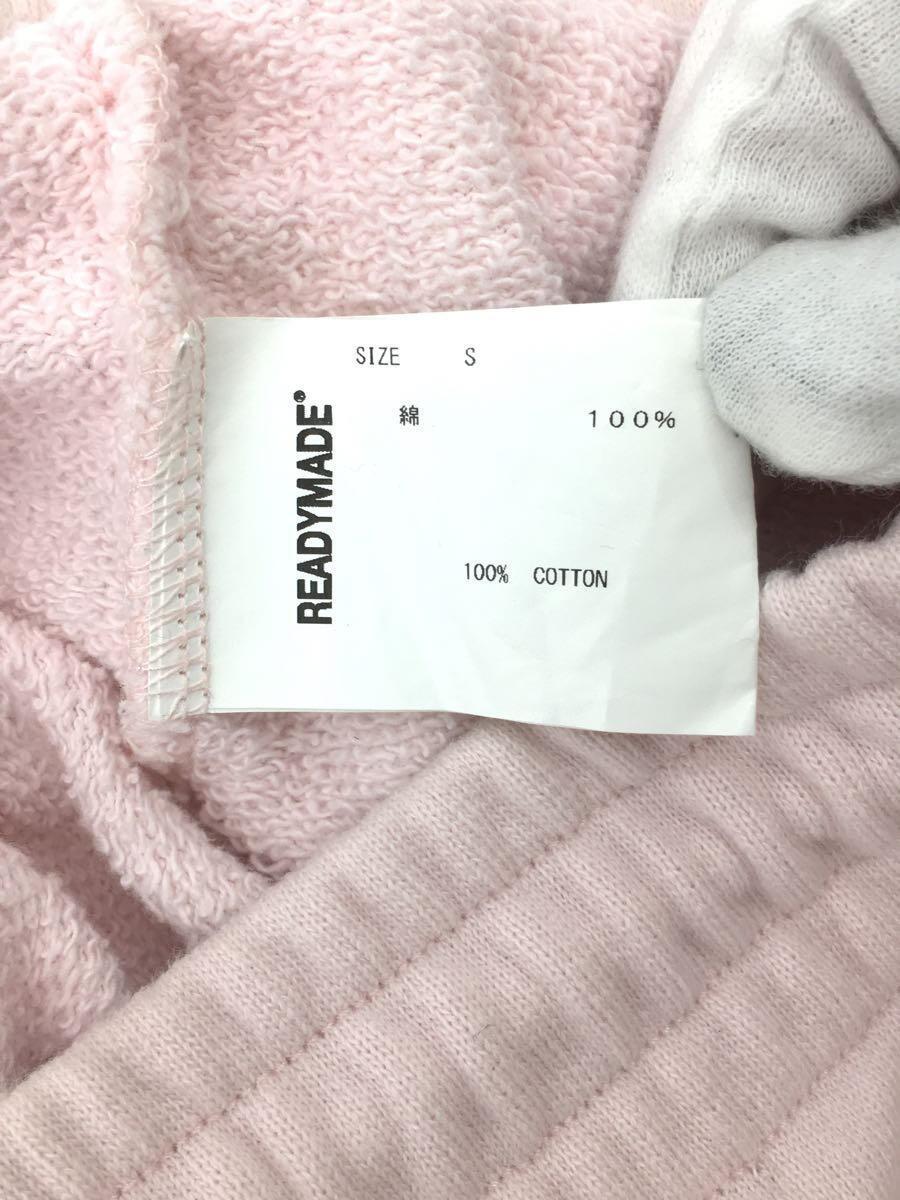 SIZE S
綿 100%
100% COTTON
READYMADE®